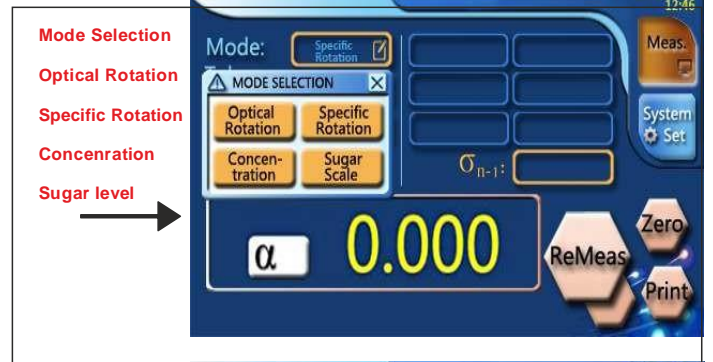 12:46
Mode Selection
Optical Rotation
Specific Rotation
Concenration
Sugar level
Mode:
Specific
Rotation
MODE SELECTION
Optical
Rotation
Specific
Rotation
Concen-
tration
Sugar
Scale
Meas.
System
Set
σn-1:
α
0.000
ReMeas
Zero
Print